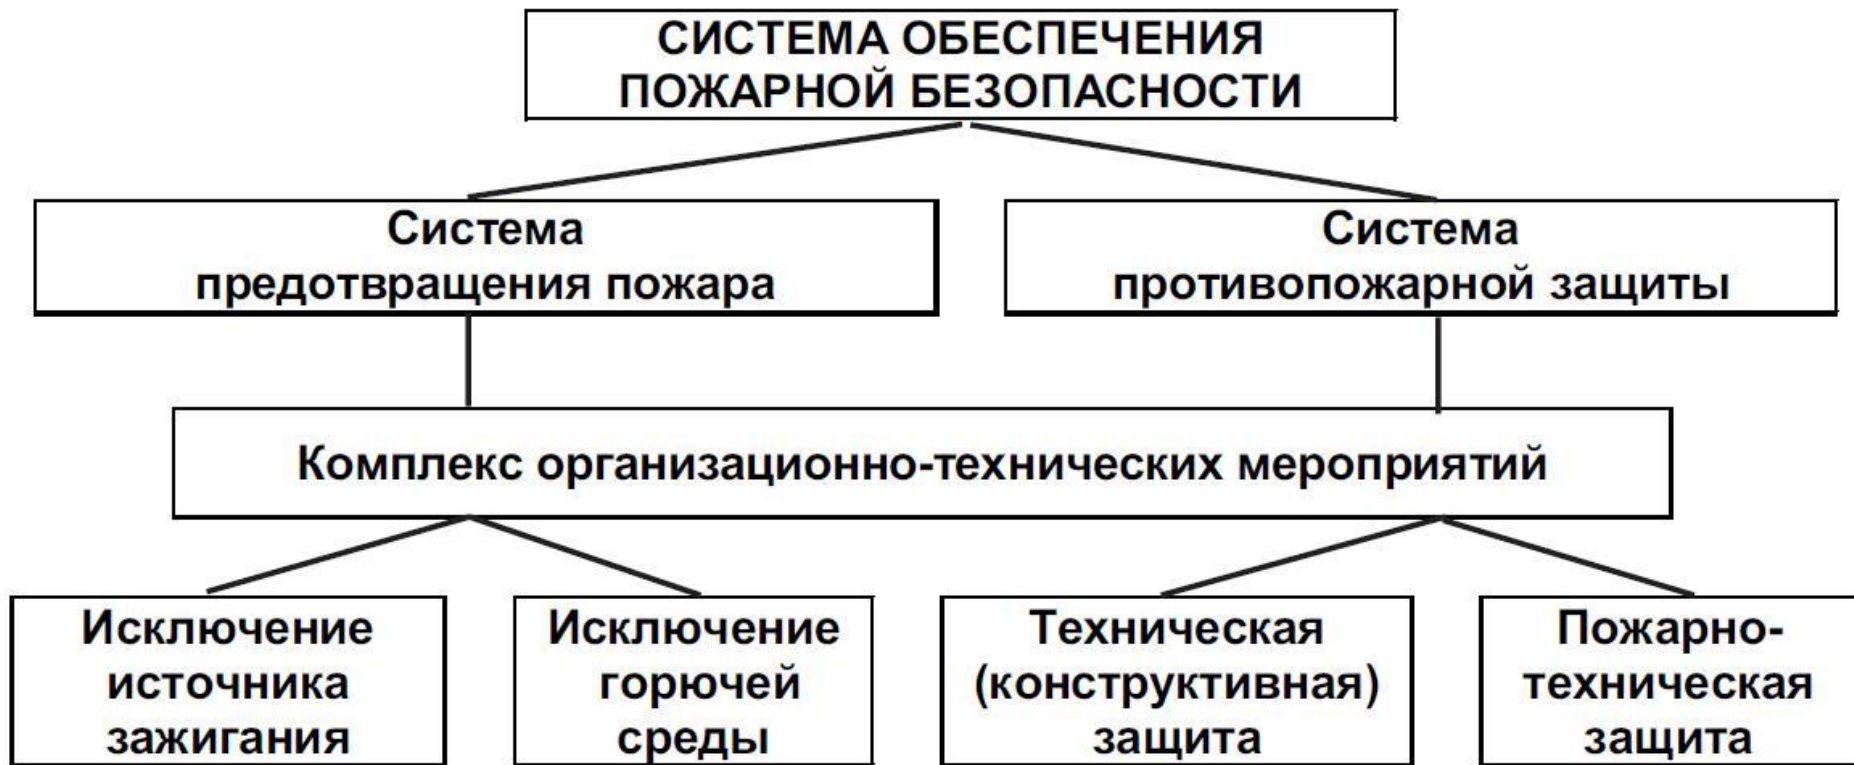 СИСТЕМА ОБЕСПЕЧЕНИЯ
ПОЖАРНОЙ БЕЗОПАСНОСТИ
Система
предотвращения пожара
Система
противопожарной защиты
Комплекс организационно-технических мероприятий
Исключение
источника
зажигания
Исключение
горючей
среды
Техническая
(конструктивная)
защита
Пожарно-
техническая
защита